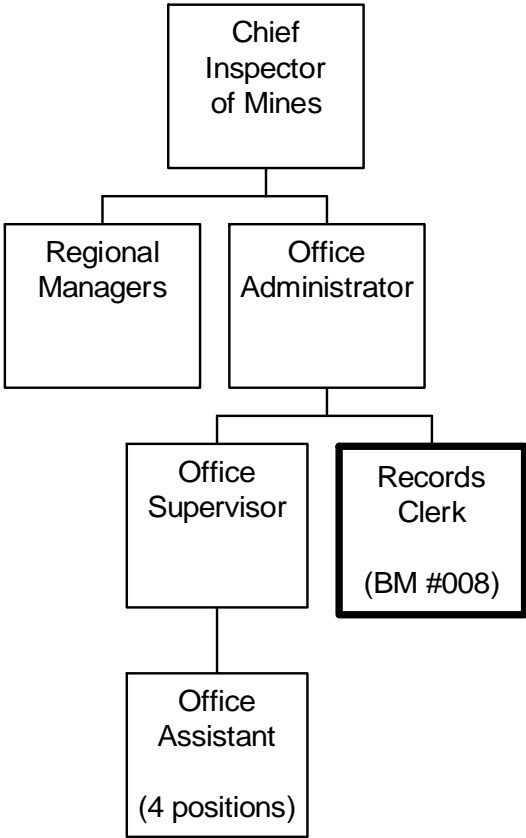 Chief
Inspector
of Mines
Regional
Managers
Office
Administrator
Office
Supervisor
Records
Clerk
(BM #008)
Office
Assistant
(4 positions)